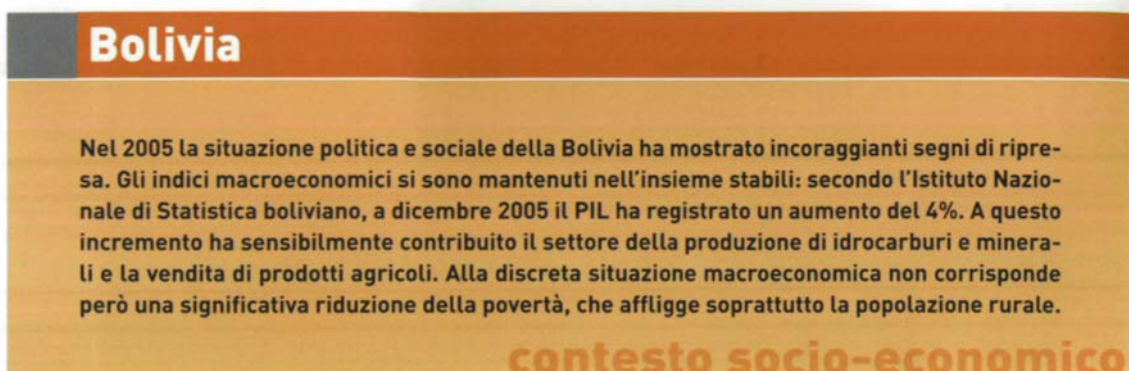 Bolivia
Nel 2005 la situazione politica e sociale della Bolivia ha mostrato incoraggianti segni di ripre-
sa. Gli indici macroeconomici si sono mantenuti nell'insieme stabili: secondo l'Istituto Nazio-
nale di Statistica boliviano, a dicembre 2005 il PIL ha registrato un aumento del 4%. A questo
incremento ha sensibilmente contribuito il settore della produzione di idrocarburi e minera-
li e la vendita di prodotti agricoli. Alla discreta situazione macroeconomica non corrisponde
però una significativa riduzione della povertà, che affligge soprattutto la popolazione rurale.
contesto socio-economico